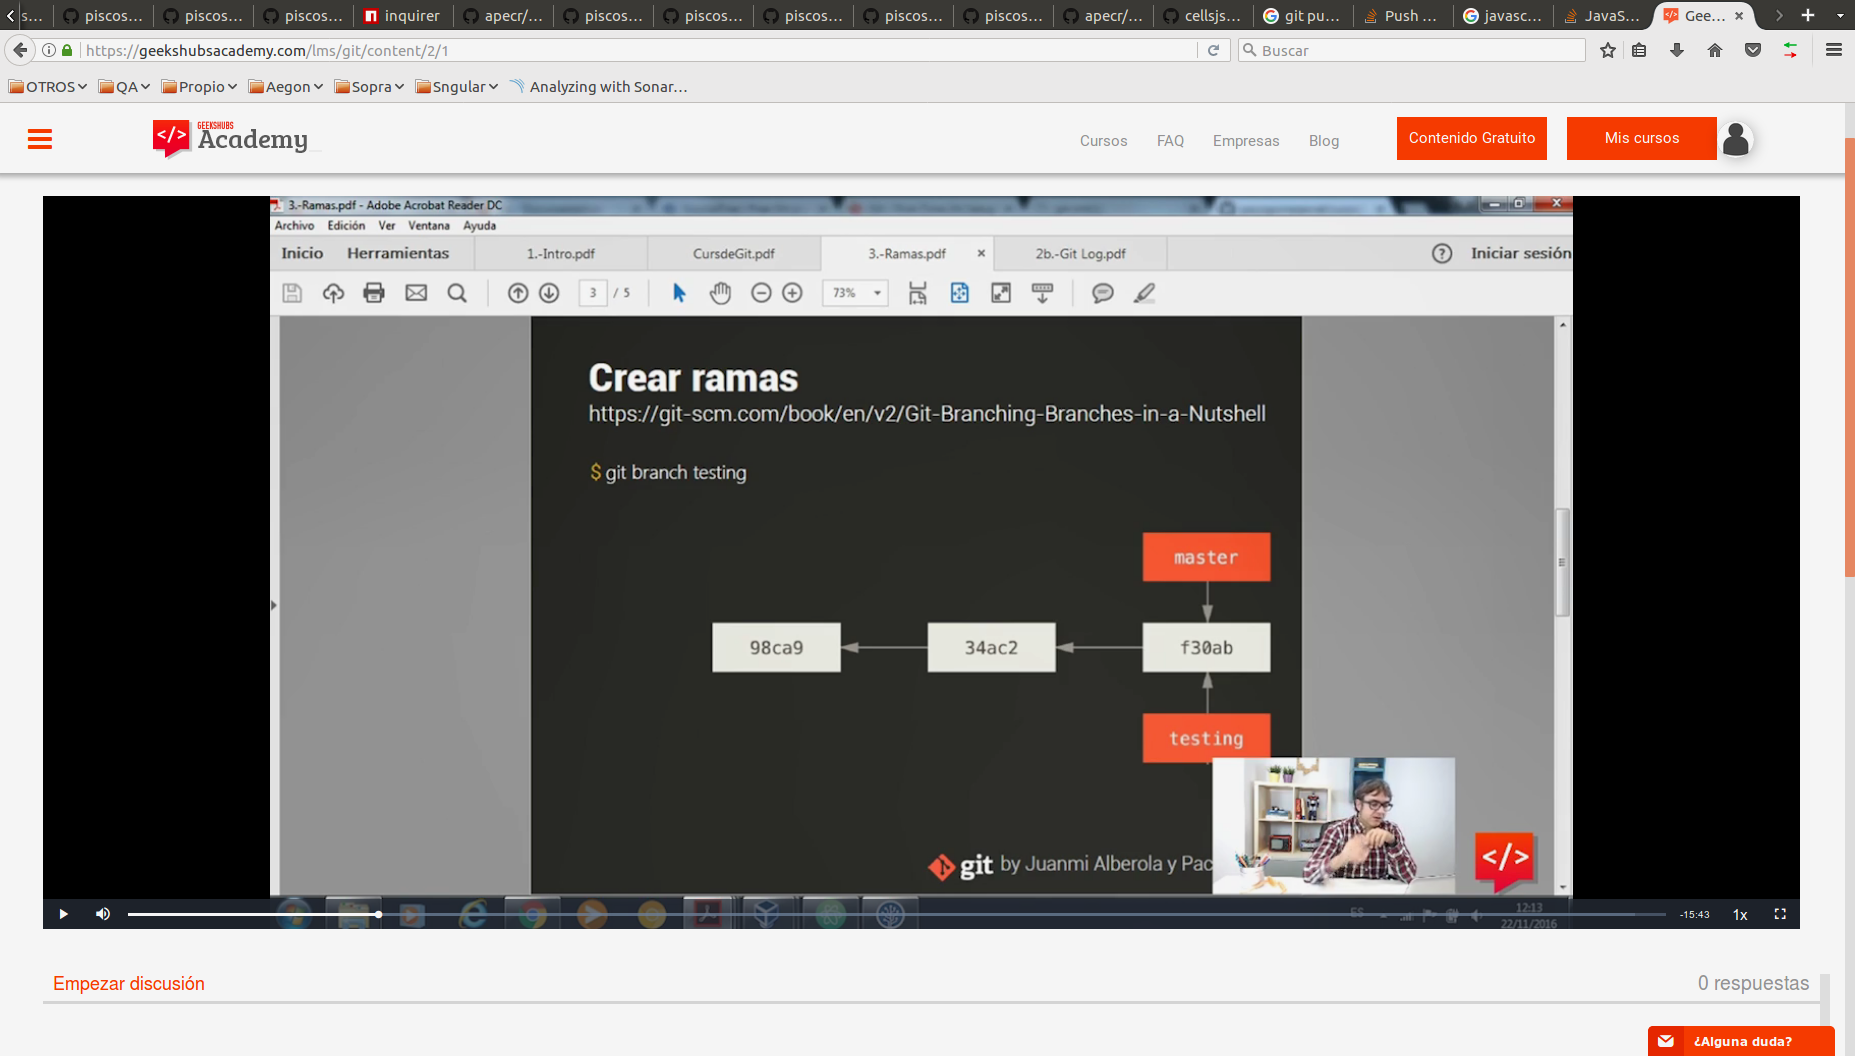 s...
piscos...
piscos...
piscos...
inquirer
apecr/...
piscos...
piscos...
piscos...
piscos...
piscos...
apecr/...
cellsjs...
git pu...
Push ...
javasc...
JavaS...
Gee...
https://geekshubsacademy.com/lms/git/content/2/1
Buscar
OTROS
QA
Propio
Aegon
Sopra
Sngular
Analyzing with Sonar...
</>
GEEKSHUBS
Academy
Cursos
FAQ
Empresas
Blog
Contenido Gratuito
Mis cursos
3.-Ramas.pdf - Adobe Acrobat Reader DC
Archivo Edición Ver Ventana Ayuda
Inicio Herramientas
1.-Intro.pdf
CursdeGit.pdf
3.-Ramas.pdf
2b.-Git Log.pdf
Iniciar sesión
3 / 5
73%
Crear ramas
https://git-scm.com/book/en/v2/Git-Branching-Branches-in-a-Nutshell
$ git branch testing
master
98ca9
34ac2
f30ab
testing
git by Juanmi Alberola y Pac
</>
ES
12:13
22/11/2016
-15:43
1x
Empezar discusión
0 respuestas
¿Alguna duda?